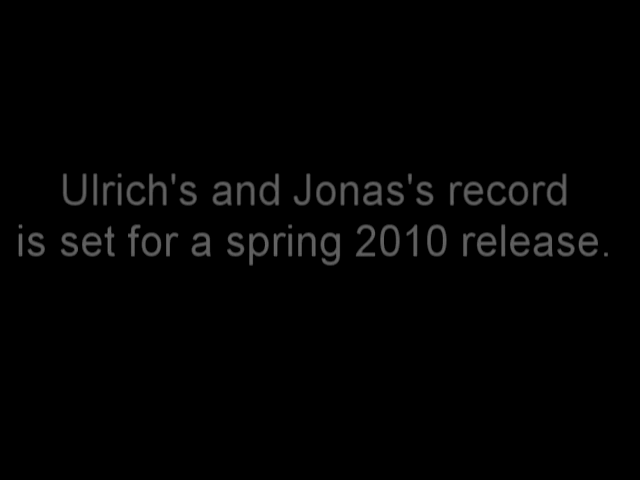 Ulrich's and Jonas's record
is set for a spring 2010 release.